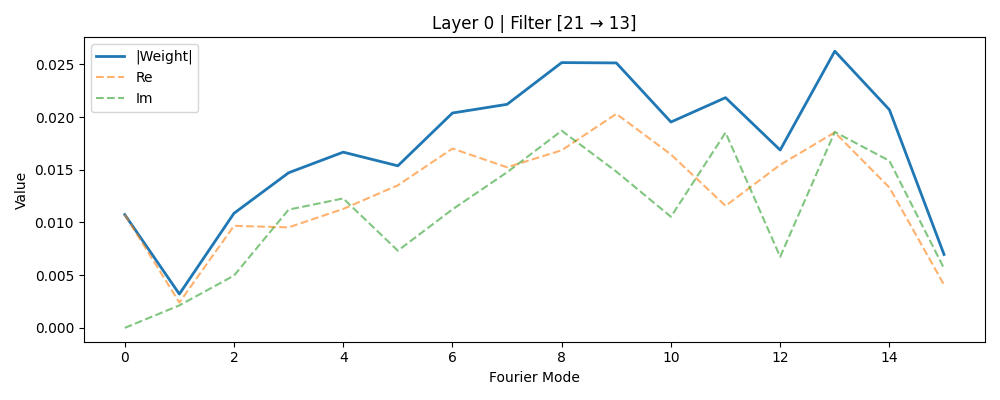 Layer 0 | Filter [21 → 13]
|Weight|
Re
Im
Value
0.025
0.020
0.015
0.010
0.005
0.000
0 2 4 6 8 10 12 14
Fourier Mode